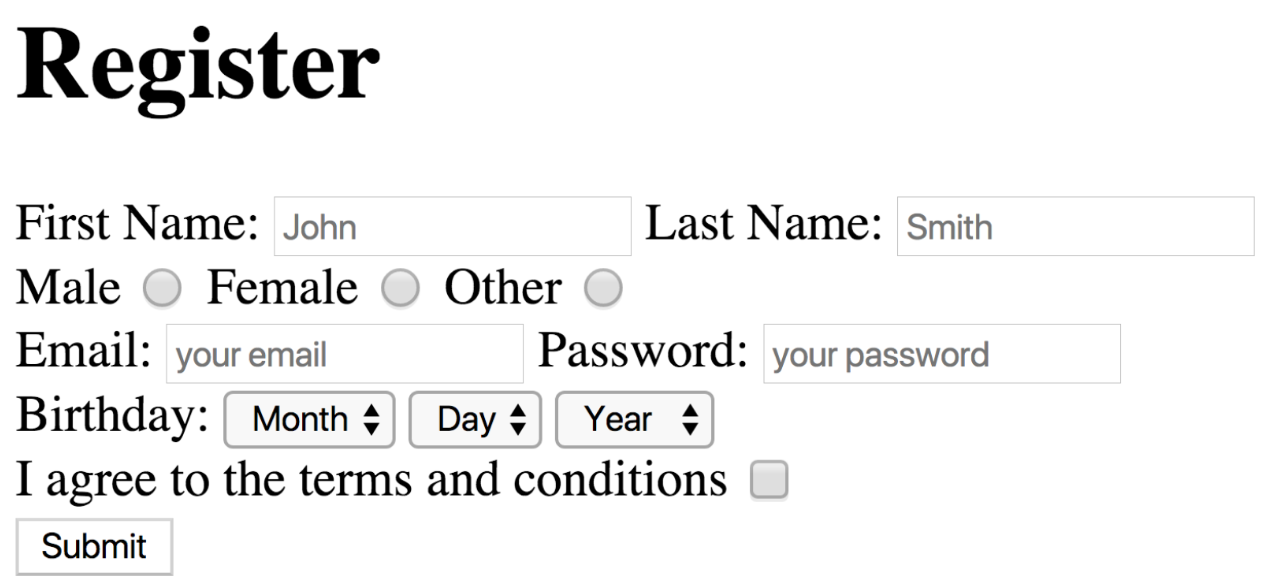 Register
First Name: John Last Name: Smith
Male Female Other
Email: your email Password: your password
Birthday: Month Day Year
I agree to the terms and conditions
Submit